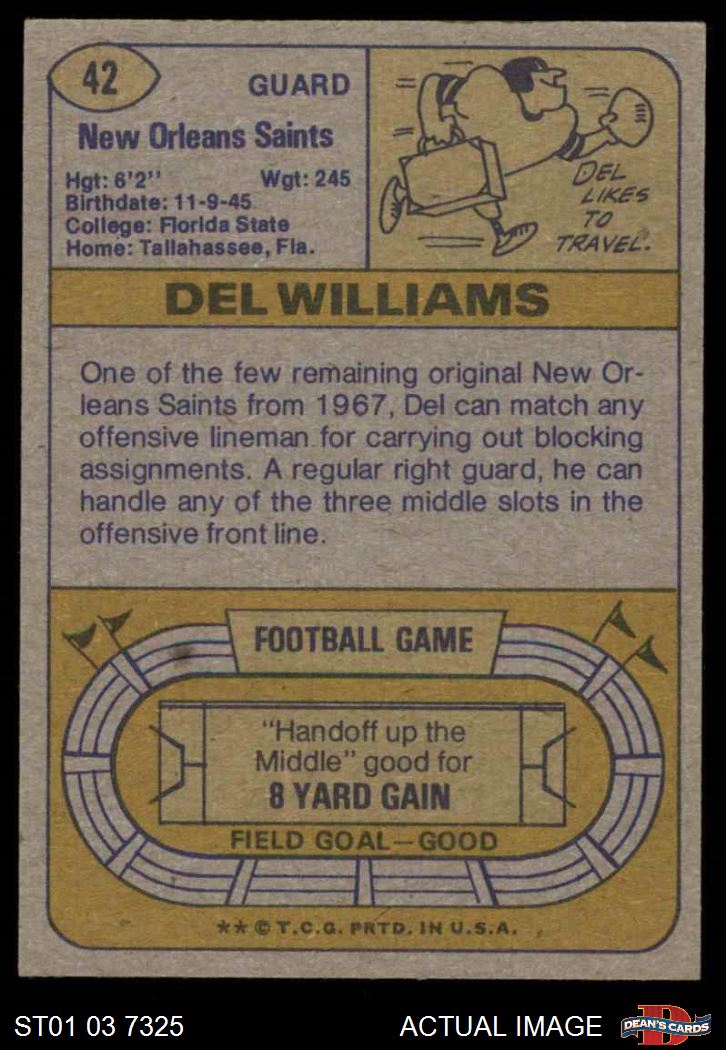 42
GUARD
New Orleans Saints
Hgt: 6'2"
Wgt: 245
Birthdate: 11-9-45
College: Florida State
Home: Tallahassee, Fla.
DEL
LIKES
TO
TRAVEL.
DEL WILLIAMS
One of the few remaining original New Or-
leans Saints from 1967, Del can match any
offensive lineman for carrying out blocking
assignments. A regular right guard, he can
handle any of the three middle slots in the
offensive front line.
FOOTBALL GAME
"Handoff up the
Middle" good for
8 YARD GAIN
FIELD GOAL—GOOD
** © T.C.G. PRTD. IN U.S.A.
ST01 03 7325
ACTUAL IMAGE
D
DEAN'S CARDS